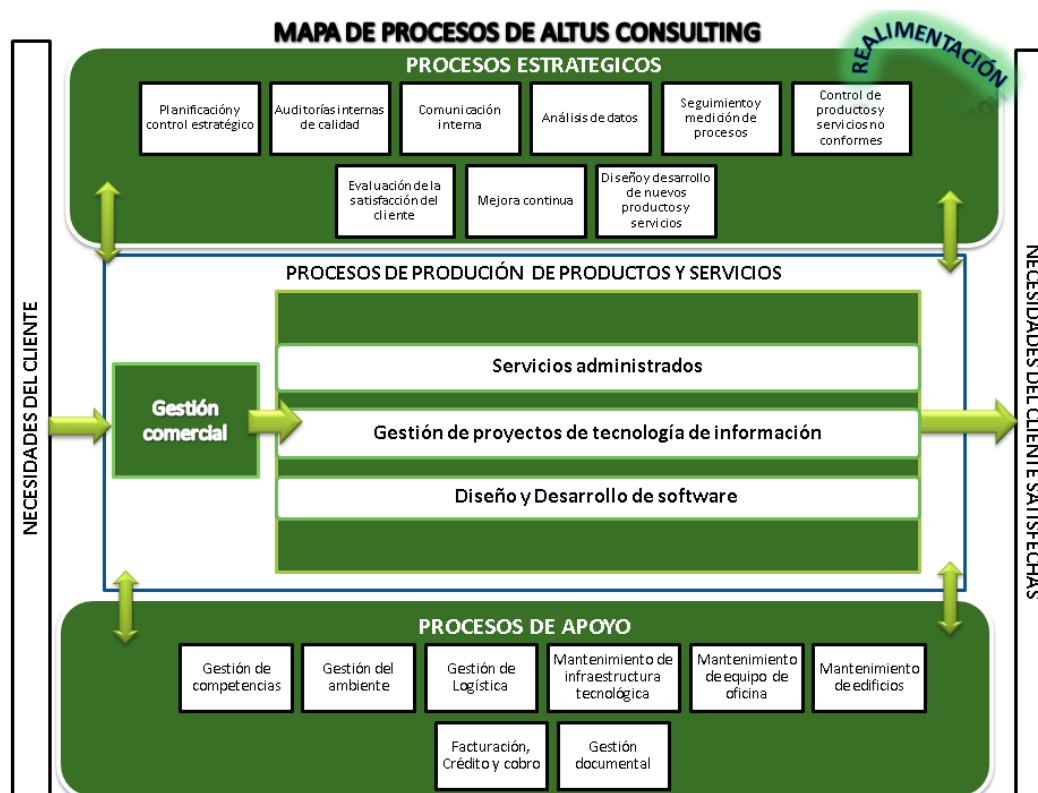 MAPA DE PROCESOS DE ALTUS CONSULTING
REALIMENTACIÓN
PROCESOS ESTRATEGICOS
Planificación y
control estratégico
Auditorías internas
de calidad
Comunicación
interna
Análisis de datos
Seguimiento y
medición de
procesos
Control de
productos y
servicios no
conformes
Evaluación de la
satisfacción del
cliente
Mejora continua
Diseño y desarrollo
de nuevos
productos y
servicios
NECESIDADES DEL CLIENTE
PROCESOS DE PRODUCIÓN DE PRODUCTOS Y SERVICIOS
Gestión
comercial
Servicios administrados
Gestión de proyectos de tecnología de información
Diseño y Desarrollo de software
NECESIDADES DEL CLIENTE SATISFECHAS
PROCESOS DE APOYO
Gestión de
competencias
Gestión del
ambiente
Gestión de
Logística
Mantenimiento de
infraestructura
tecnológica
Mantenimiento
de equipo de
oficina
Mantenimiento
de edificios
Facturación,
Crédito y cobro
Gestión
documental